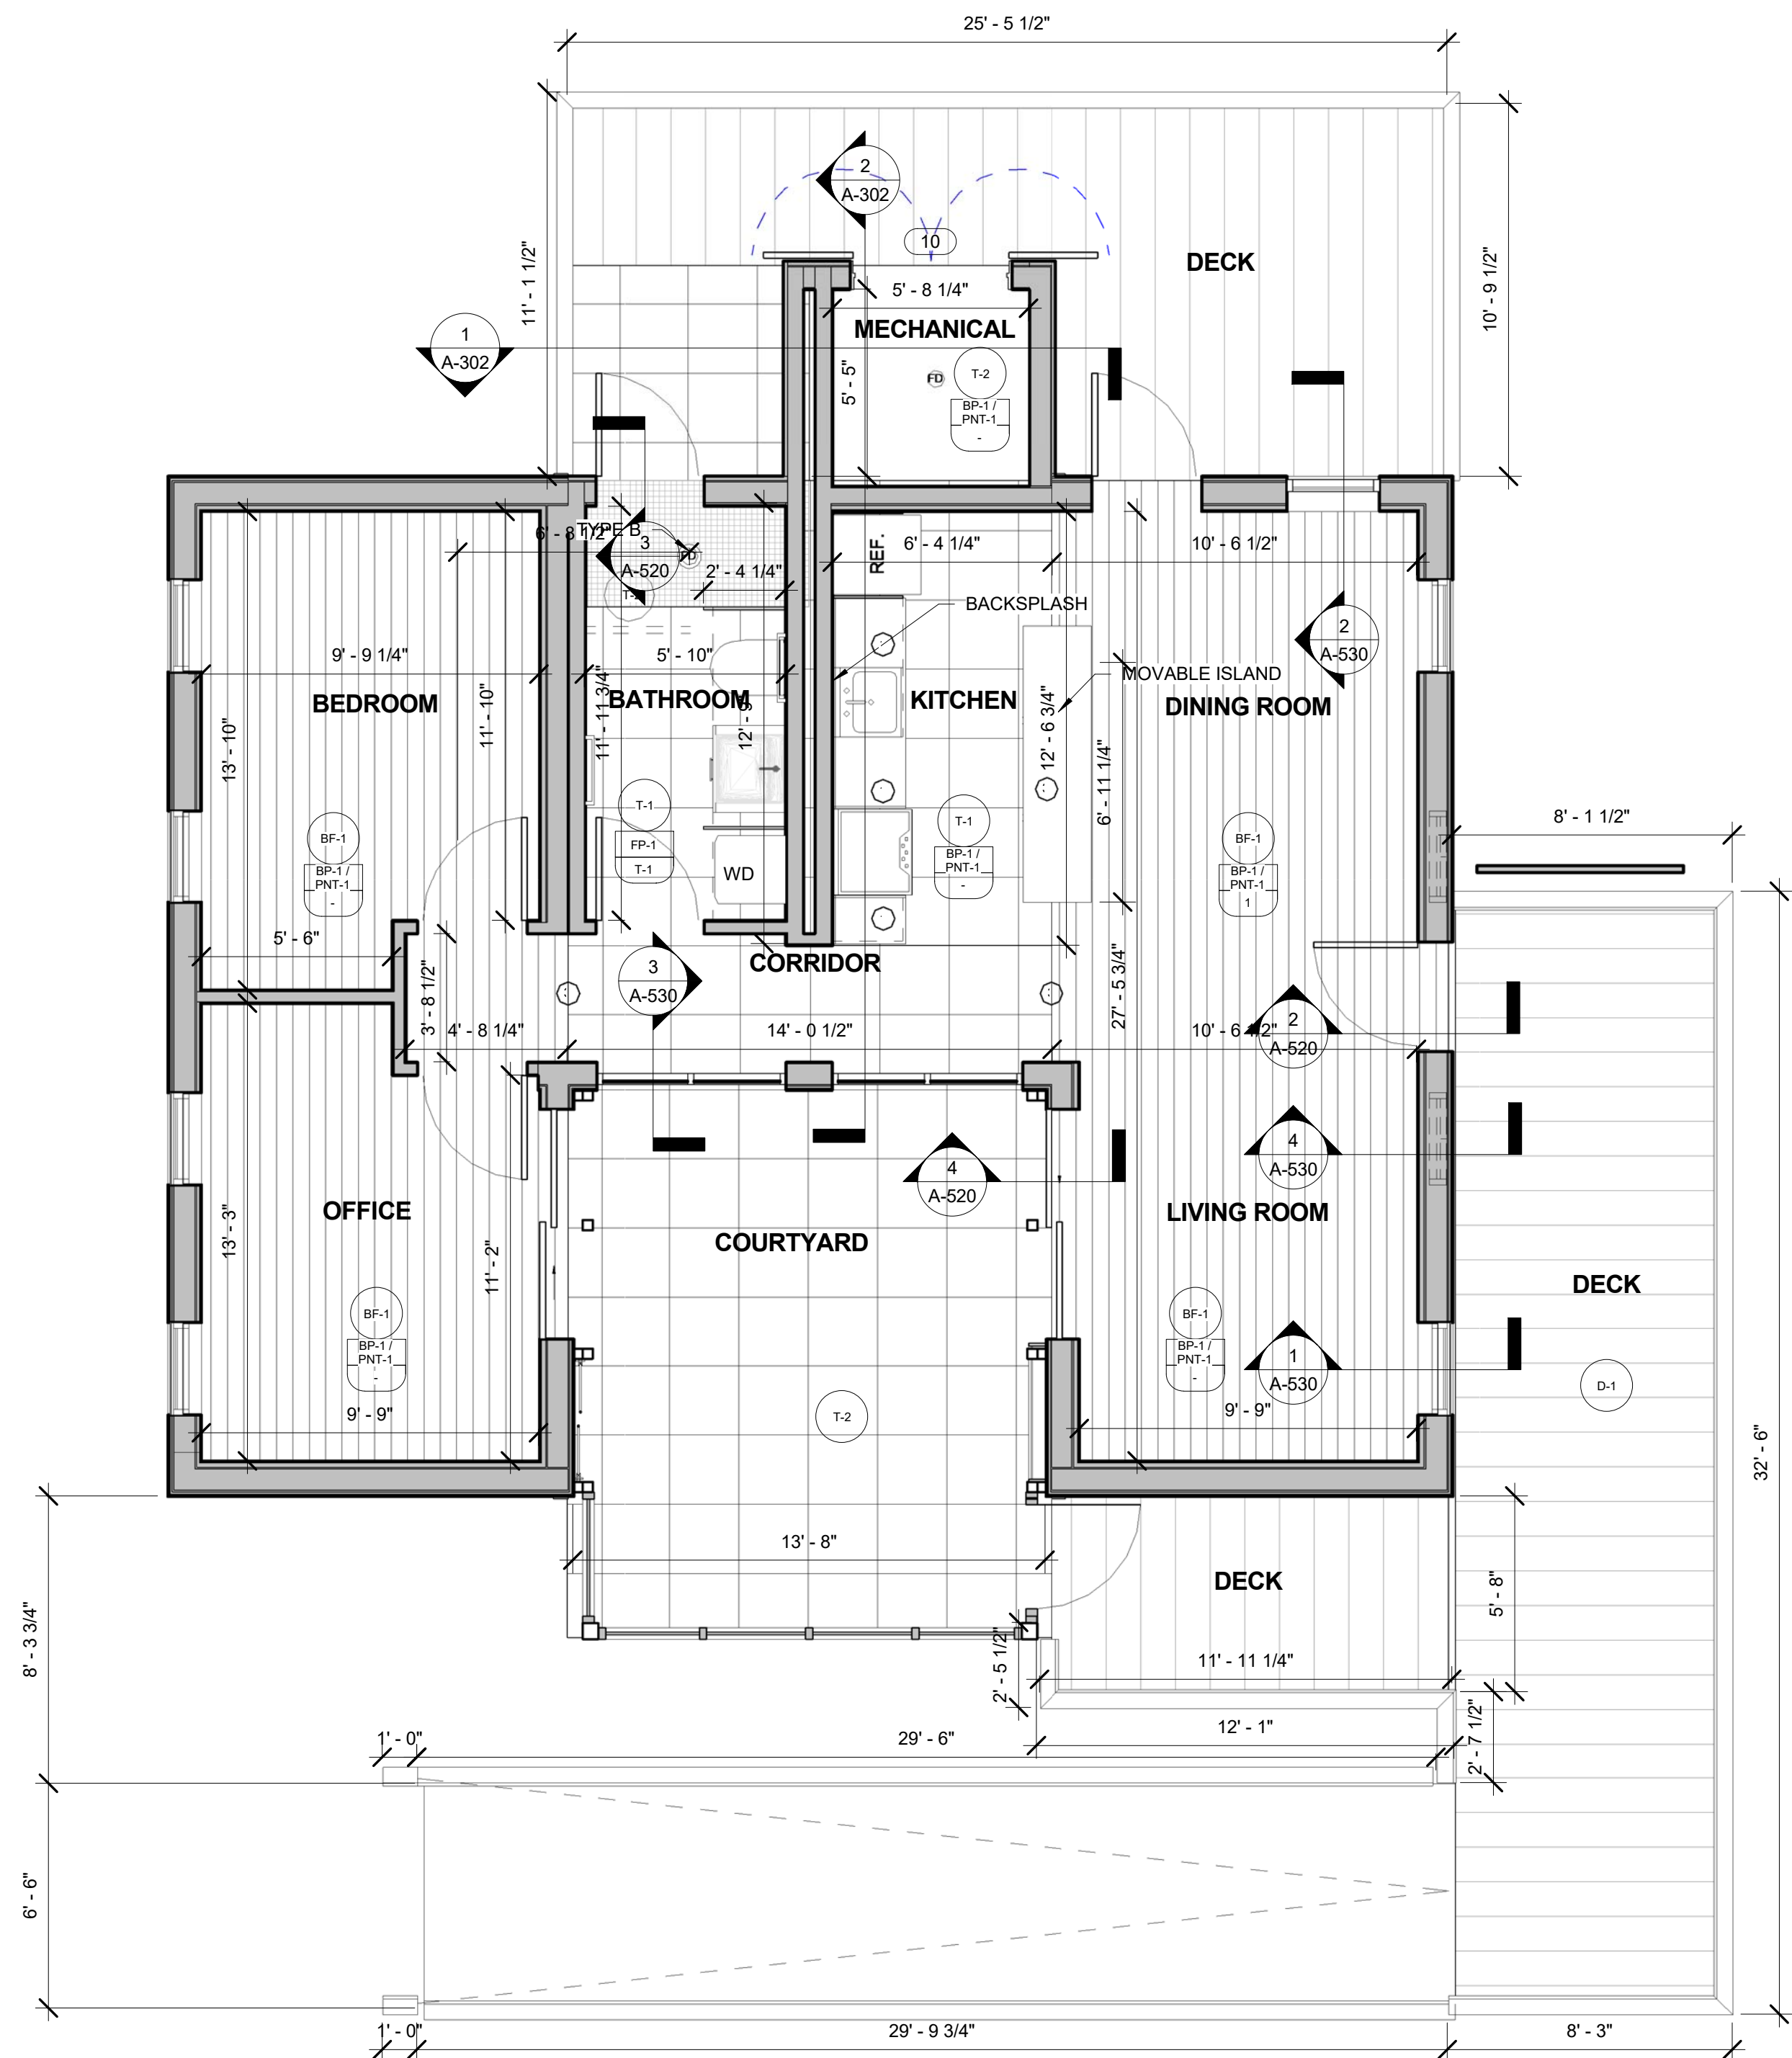 25' - 5 1/2"
2
A-302
10
DECK
11' - 1 1/2"
10' - 9 1/2"
5' - 8 1/4"
MECHANICAL
1
A-302
5' - 5"
FD
T-2
BP-1 /
PNT-1
-
6' - 8 1/2"
TYPE B
3
A-520
FD
2' - 4 1/4"
REF.
6' - 4 1/4"
10' - 6 1/2"
BACKSPLASH
2
A-530
9' - 9 1/4"
5' - 10"
MOVABLE ISLAND
BEDROOM
BATHROOM
KITCHEN
DINING ROOM
13' - 10"
11' - 10"
11' - 11 3/4"
12' - 6 3/4"
6' - 11 1/4"
BF-1
BP-1 /
PNT-1
-
T-1
FP-1
T-1
WD
T-1
BP-1 /
PNT-1
-
BF-1
BP-1 /
PNT-1
1
8' - 1 1/2"
5' - 6"
CORRIDOR
3
A-530
3' - 8 1/2"
4' - 8 1/4"
14' - 0 1/2"
27' - 5 3/4"
10' - 6 1/2"
2
A-520
4
A-530
4
A-520
OFFICE
COURTYARD
LIVING ROOM
DECK
13' - 3"
11' - 2"
BF-1
BP-1 /
PNT-1
-
BF-1
BP-1 /
PNT-1
-
1
A-530
D-1
9' - 9"
T-2
9' - 9"
32' - 6"
13' - 8"
DECK
5' - 8"
8' - 3 3/4"
2' - 5 1/2"
11' - 11 1/4"
12' - 1"
2' - 7 1/2"
1' - 0"
29' - 6"
6' - 6"
1' - 0"
29' - 9 3/4"
8' - 3"